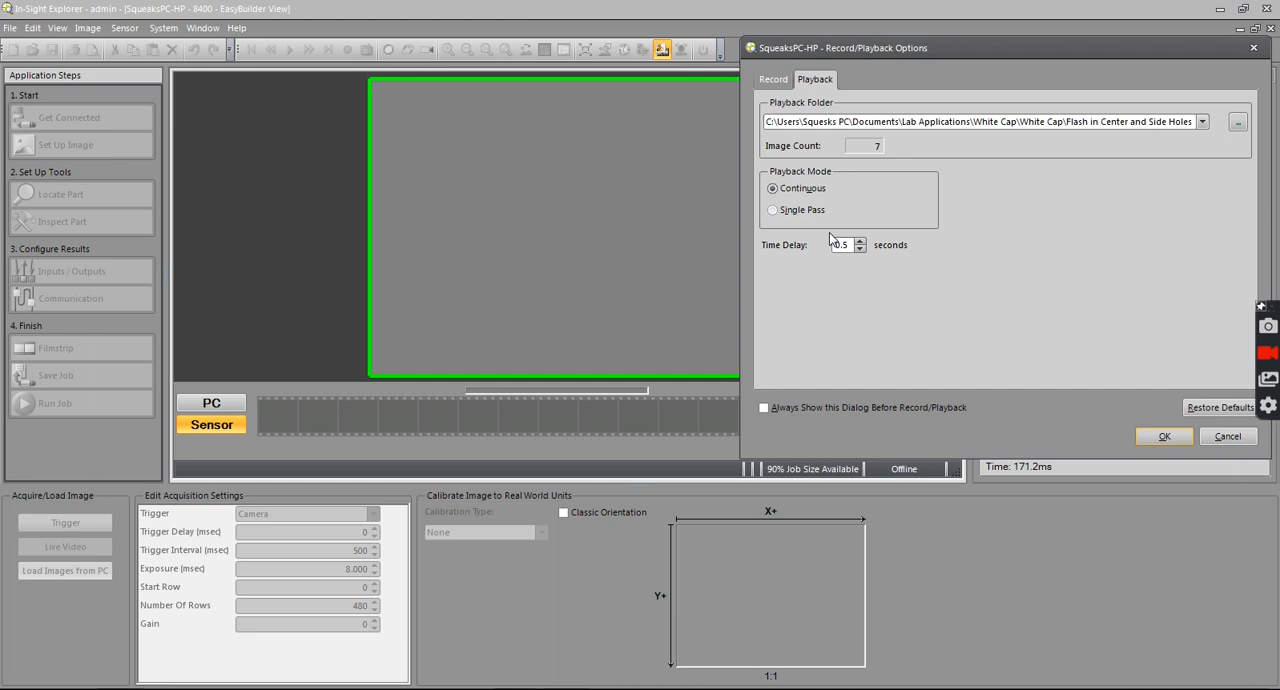 In-Sight Explorer - admin - [SqueaksPC-HP - 8400 - EasyBuilder View]
File Edit View Image Sensor System Window Help
SqueaksPC-HP - Record/Playback Options
Application Steps
1. Start
Get Connected
Set Up Image
2. Set Up Tools
Locate Part
Inspect Part
3. Configure Results
Inputs / Outputs
Communication
4. Finish
Filmstrip
Save Job
Run Job
Record Playback
Playback Folder
C:\Users\Squesks PC\Documents\Lab Applications\White Cap\White Cap\Flash in Center and Side Holes ...
Image Count: 7
Playback Mode
Continuous
Single Pass
Time Delay: 0.5 seconds
Always Show this Dialog Before Record/Playback
Restore Defaults
OK Cancel
PC
Sensor
90% Job Size Available Offline
Time: 171.2ms
Acquire/Load Image
Trigger
Live Video
Load Images from PC
Edit Acquisition Settings
Trigger Camera
Trigger Delay (msec) 0
Trigger Interval (msec) 500
Exposure (msec) 8.000
Start Row 0
Number Of Rows 480
Gain 0
Calibrate Image to Real World Units
Calibration Type: Classic Orientation
None
X+
Y+
1:1